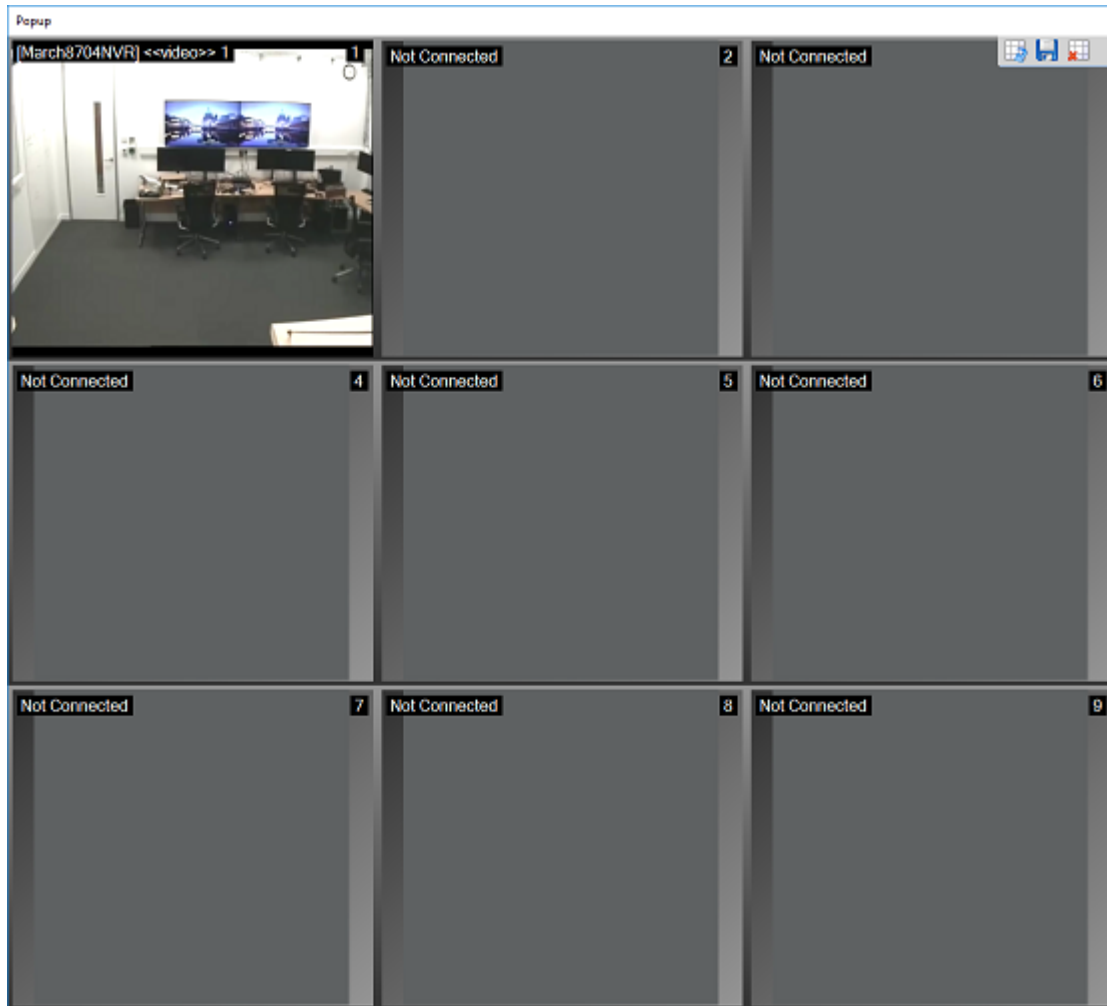 Popup
[March8704NVR] <<video>> 1 1
Not Connected 2
Not Connected
Not Connected 4
Not Connected 5
Not Connected 6
Not Connected 7
Not Connected 8
Not Connected 9